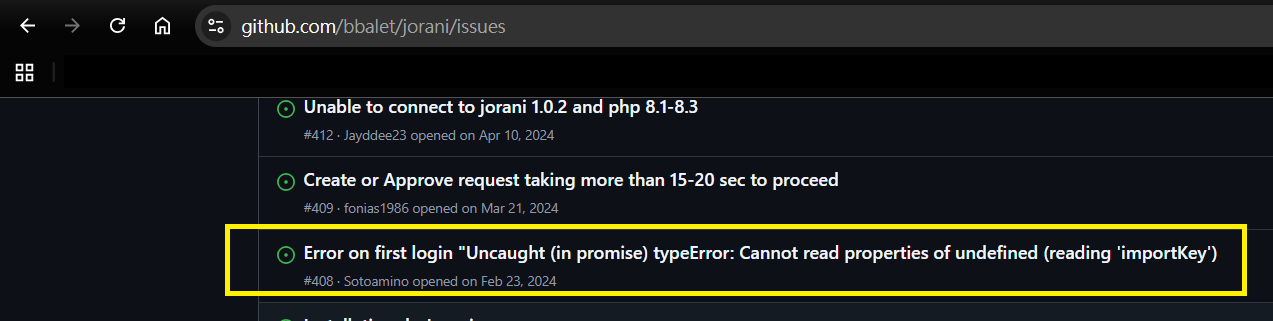 github.com/bbalet/jorani/issues
Unable to connect to jorani 1.0.2 and php 8.1-8.3
#412 · Jayddee23 opened on Apr 10, 2024
Create or Approve request taking more than 15-20 sec to proceed
#409 · fonias1986 opened on Mar 21, 2024
Error on first login "Uncaught (in promise) typeError: Cannot read properties of undefined (reading 'importKey')
#408 · Sotoamino opened on Feb 23, 2024